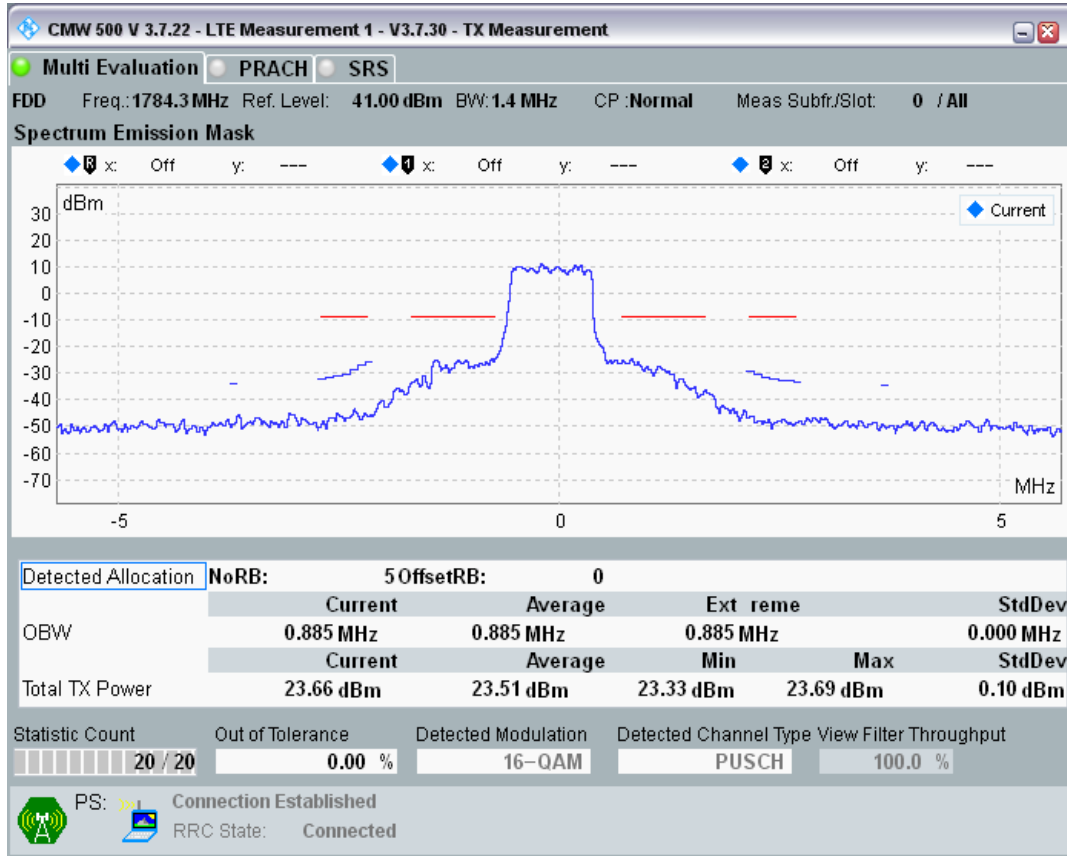 CMW 500 V 3.7.22 - LTE Measurement 1 - V3.7.30 - TX Measurement
Multi Evaluation PRACH SRS
FDD Freq.: 1784.3 MHz Ref. Level: 41.00 dBm BW: 1.4 MHz CP : Normal Meas Subfr./Slot: 0 / All
Spectrum Emission Mask
R x: Off y: --- 1 x: Off y: --- 2 x: Off y: ---
dBm
Current
30
20
10
0
-10
-20
-30
-40
-50
-60
-70
MHz
-5 0 5
Detected Allocation NoRB: 5 OffsetRB: 0
Current Average Ext reme StdDev
OBW 0.885 MHz 0.885 MHz 0.885 MHz 0.000 MHz
Current Average Min Max StdDev
Total TX Power 23.66 dBm 23.51 dBm 23.33 dBm 23.69 dBm 0.10 dBm
Statistic Count Out of Tolerance Detected Modulation Detected Channel Type View Filter Throughput
20 / 20 0.00 % 16-QAM PUSCH 100.0 %
PS: Connection Established
RRC State: Connected